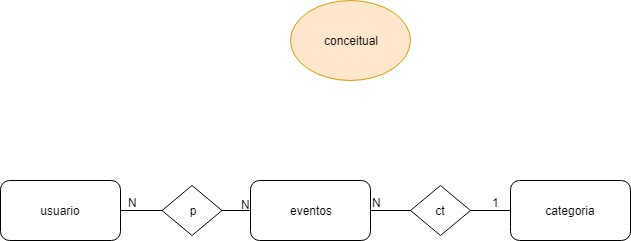 conceitual
usuario
N
p
N
eventos
N
ct
1
categoria